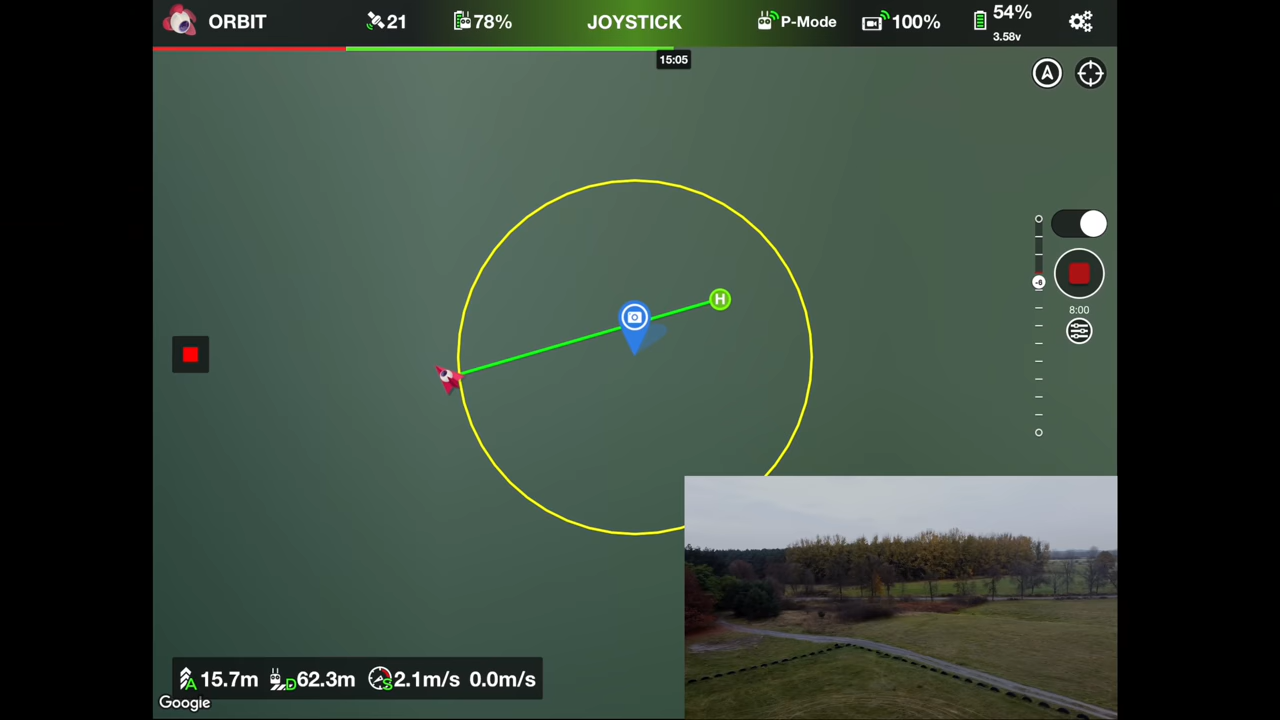 ORBIT
21
78%
JOYSTICK
P-Mode
100%
54%
3.58v
15:05
A
-6
8:00
H
A 15.7m D 62.3m S 2.1m/s 0.0m/s
Google